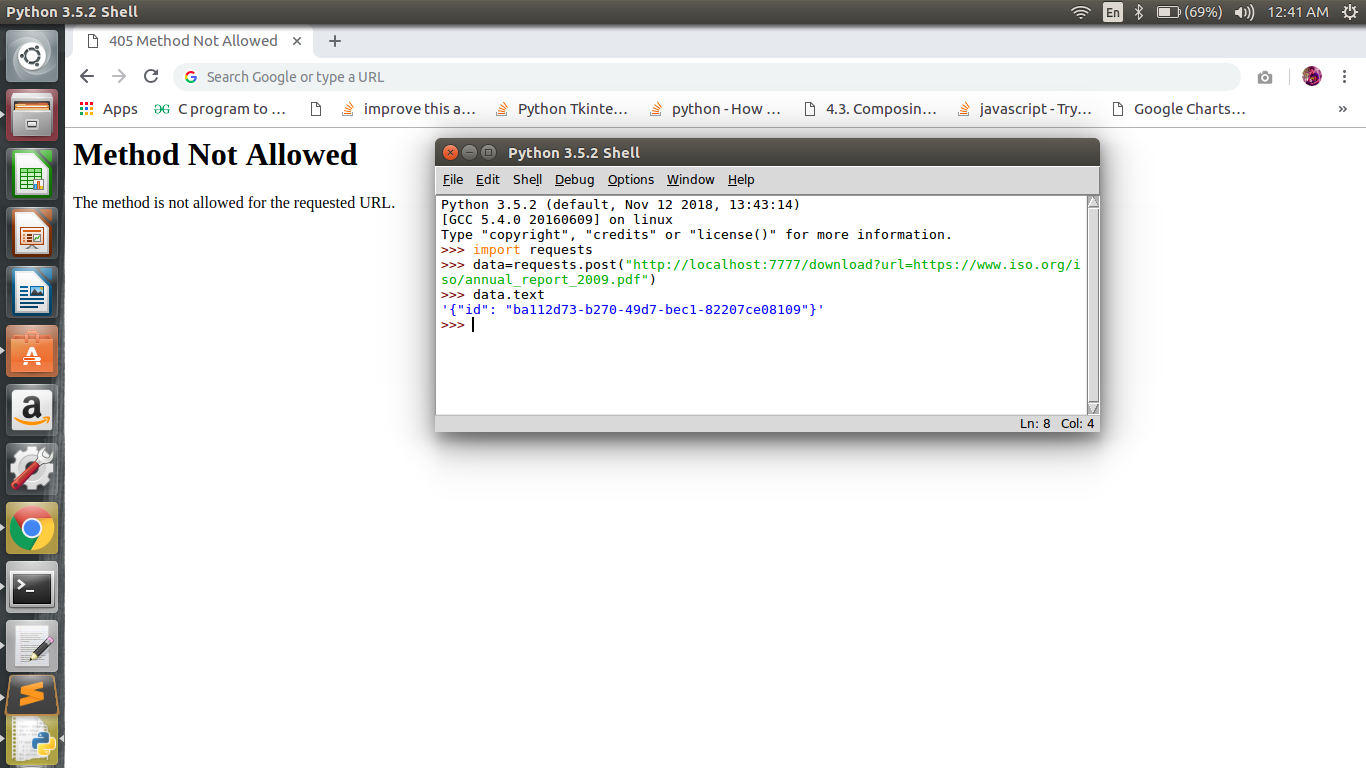 Python 3.5.2 Shell
En
(69%)
12:41 AM
405 Method Not Allowed
Search Google or type a URL
Apps
C program to ...
improve this a...
Python Tkinte...
python - How ...
4.3. Composin...
javascript - Try...
Google Charts...
»
Method Not Allowed
The method is not allowed for the requested URL.
Python 3.5.2 Shell
File Edit Shell Debug Options Window Help
Python 3.5.2 (default, Nov 12 2018, 13:43:14)
[GCC 5.4.0 20160609] on linux
Type "copyright", "credits" or "license()" for more information.
>>> import requests
>>> data=requests.post("http://localhost:7777/download?url=https://www.iso.org/i
so/annual_report_2009.pdf")
>>> data.text
'{"id": "ba112d73-b270-49d7-bec1-82207ce08109"}'
>>>
Ln: 8 Col: 4